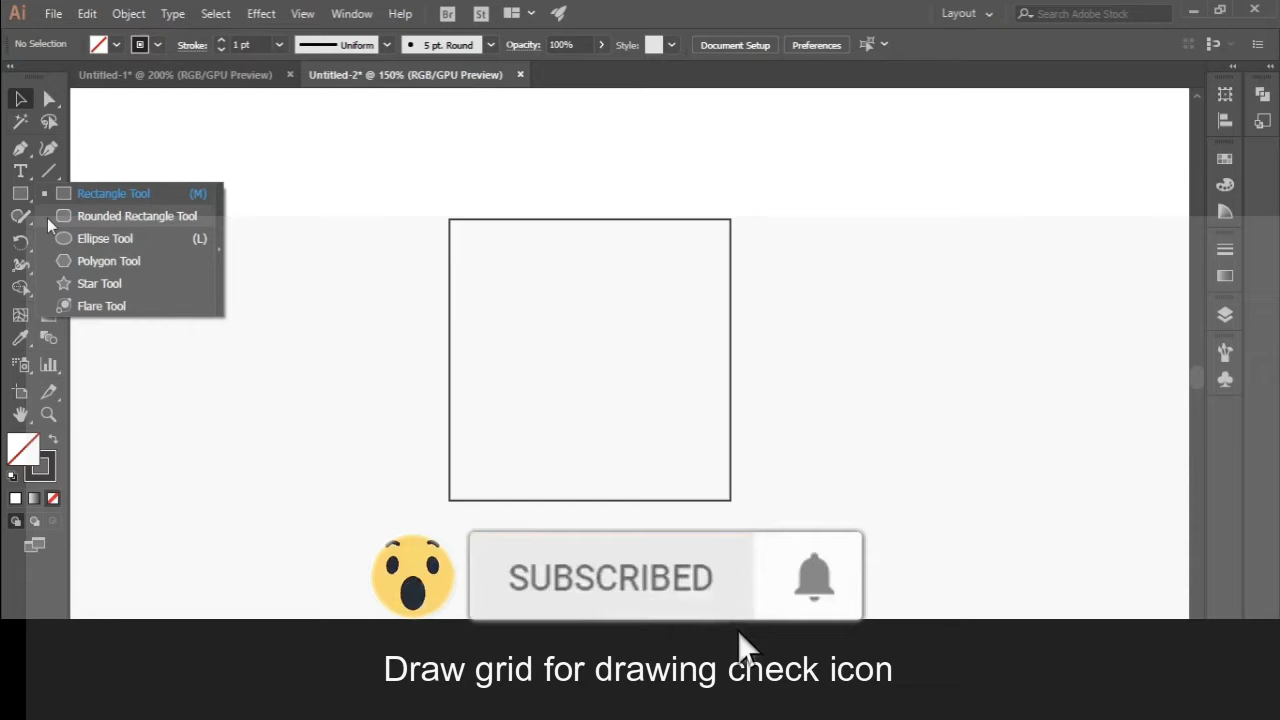 Ai File Edit Object Type Select Effect View Window Help Br St Layout Search Adobe Stock
No Selection Stroke: 1 pt Uniform 5 pt. Round Opacity: 100% Style: Document Setup Preferences
Untitled-1* @ 200% (RGB/GPU Preview) Untitled-2* @ 150% (RGB/GPU Preview)
Rectangle Tool (M)
Rounded Rectangle Tool
Ellipse Tool (L)
Polygon Tool
Star Tool
Flare Tool
SUBSCRIBED
Draw grid for drawing check icon